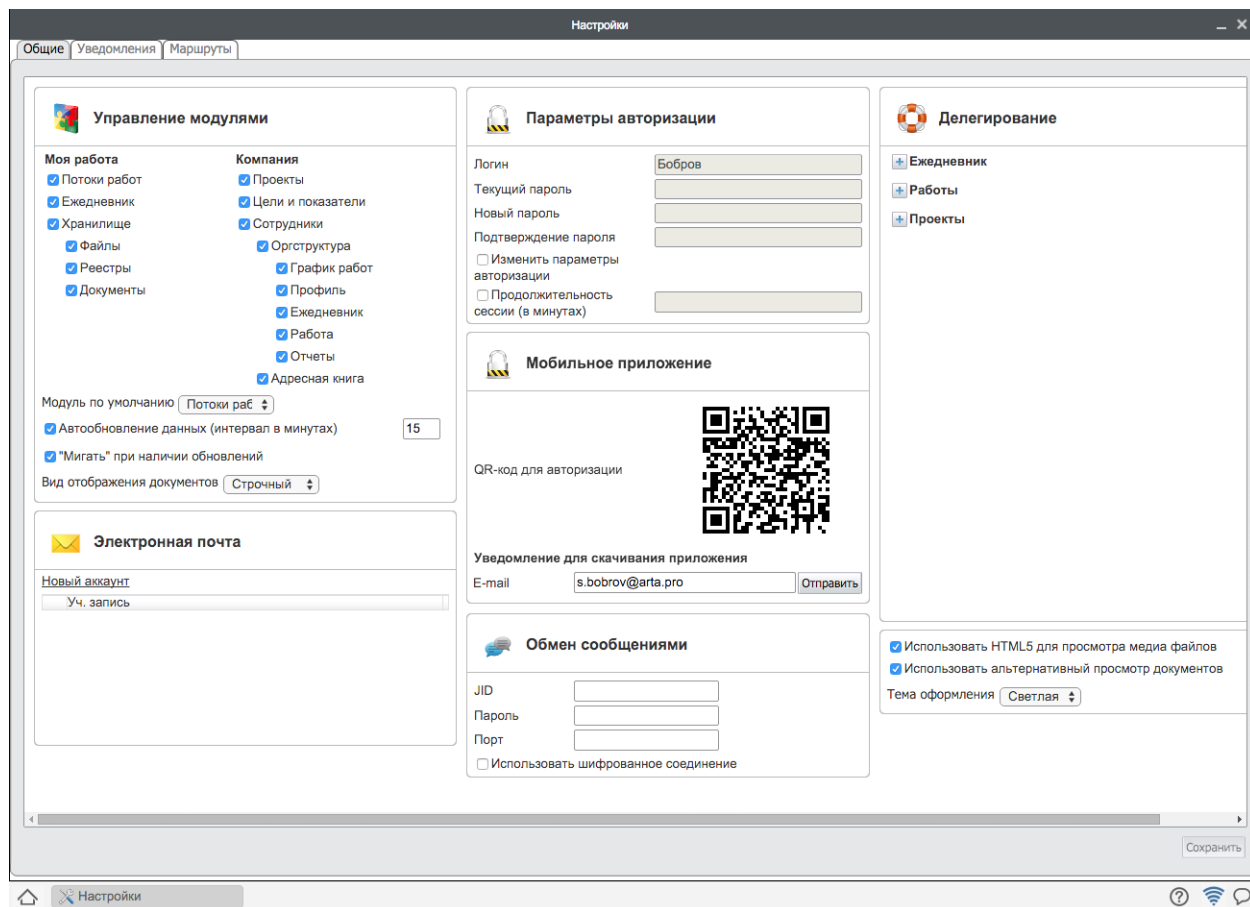 Настройки
Общие
Уведомления
Маршруты
Управление модулями
Моя работа
Компания
Потоки работ
Проекты
Ежедневник
Цели и показатели
Хранилище
Сотрудники
Файлы
Оргструктура
Реестры
График работ
Документы
Профиль
Ежедневник
Работа
Отчеты
Адресная книга
Модуль по умолчанию Потоки раб
Автообновление данных (интервал в минутах) 15
"Мигать" при наличии обновлений
Вид отображения документов Строчный
Электронная почта
Новый аккаунт
Уч. запись
Параметры авторизации
Логин Бобров
Текущий пароль
Новый пароль
Подтверждение пароля
Изменить параметры
авторизации
Продолжительность
сессии (в минутах)
Мобильное приложение
QR-код для авторизации
Уведомление для скачивания приложения
E-mail s.bobrov@arta.pro Отправить
Обмен сообщениями
JID
Пароль
Порт
Использовать шифрованное соединение
Делегирование
Ежедневник
Работы
Проекты
Использовать HTML5 для просмотра медиа файлов
Использовать альтернативный просмотр документов
Тема оформления Светлая
Сохранить
Настройки